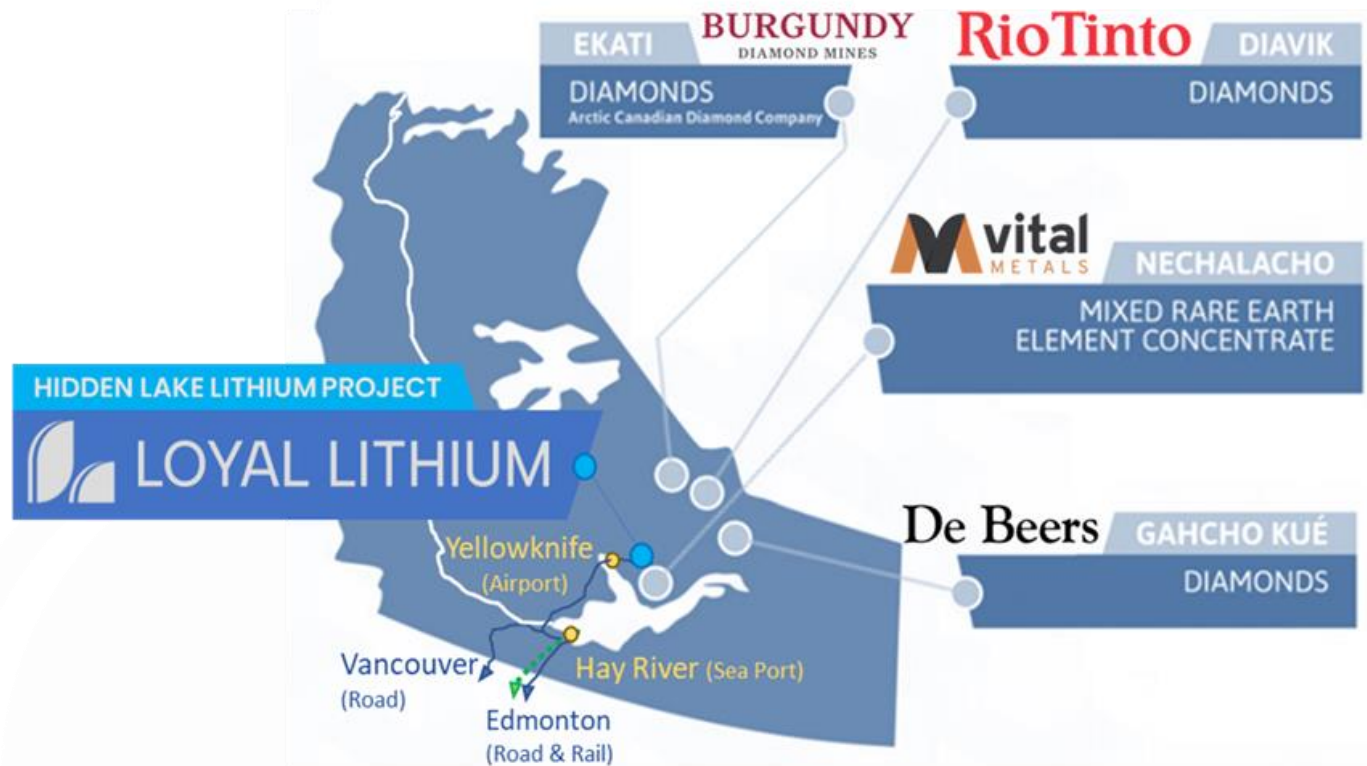 EKATI
BURGUNDY
DIAMOND MINES
DIAMONDS
Arctic Canadian Diamond Company
RioTinto
DIAVIK
DIAMONDS
vital
METALS
NECHALACHO
MIXED RARE EARTH
ELEMENT CONCENTRATE
HIDDEN LAKE LITHIUM PROJECT
LOYAL LITHIUM
De Beers
GAHCHO KUÉ
DIAMONDS
Yellowknife
(Airport)
Vancouver
(Road)
Hay River (Sea Port)
Edmonton
(Road & Rail)